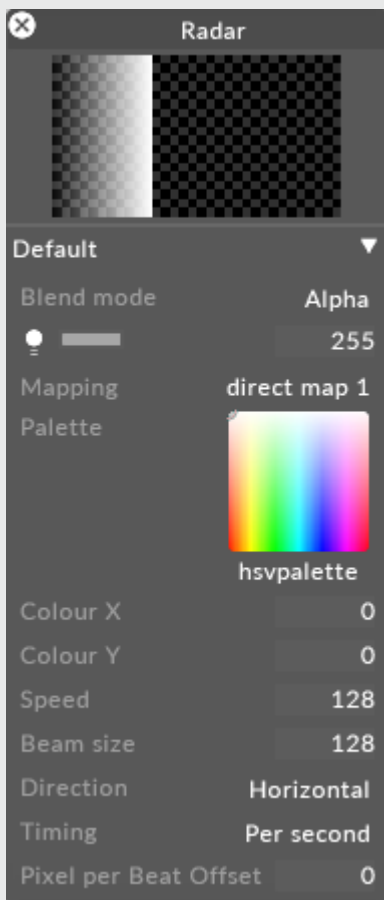 Radar
Default
Blend mode Alpha
255
Mapping direct map 1
Palette
hsvpalette
Colour X 0
Colour Y 0
Speed 128
Beam size 128
Direction Horizontal
Timing Per second
Pixel per Beat Offset 0